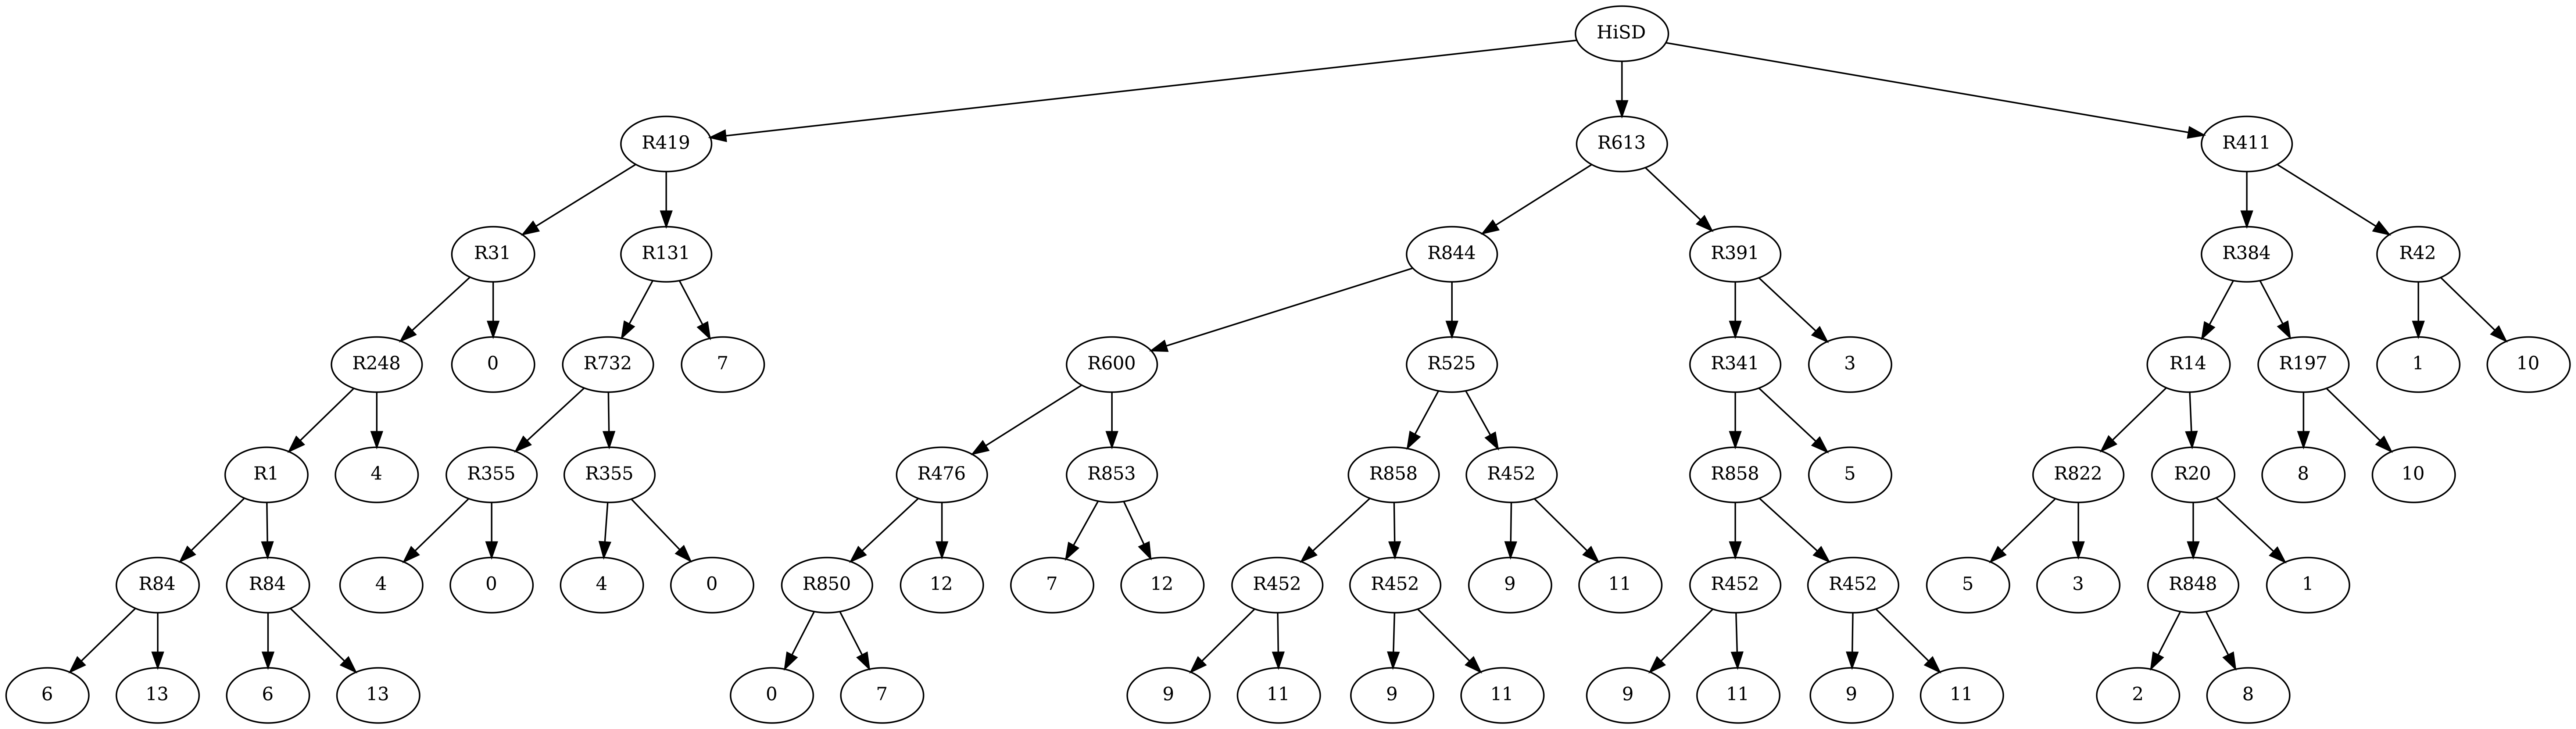 HiSD
R419 R613 R411
R31 R131 R844 R391 R384 R42
R248 0 R732 7 R600 R525 R341 3 R14 R197 1 10
R1 4 R355 R355 R476 R853 R858 R452 R858 5 R822 R20 8 10
R84 R84 4 0 4 0 R850 12 7 12 R452 R452 9 11 R452 R452 5 3 R848 1
6 13 6 13 0 7 9 11 9 11 9 11 9 11 2 8